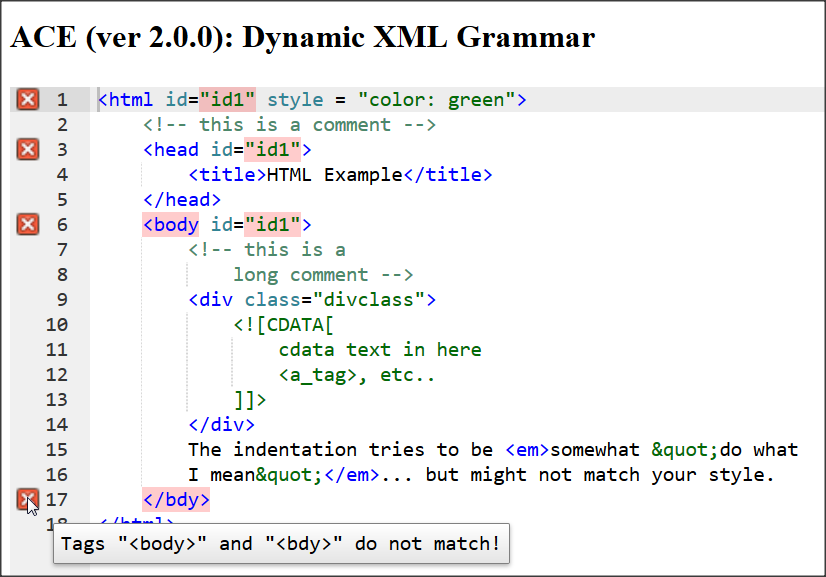 ACE (ver 2.0.0): Dynamic XML Grammar
1 <html id="id1" style = "color: green">
2 <!-- this is a comment -->
3 <head id="id1">
4 <title>HTML Example</title>
5 </head>
6 <body id="id1">
7 <!-- this is a
8 long comment -->
9 <div class="divclass">
10 <![CDATA[
11 cdata text in here
12 <a_tag>, etc..
13 ]]>
14 </div>
15 The indentation tries to be <em>somewhat &quot;do what
16 I mean&quot;</em>... but might not match your style.
17 </bdy>
18 </html>
Tags "<body>" and "<bdy>" do not match!